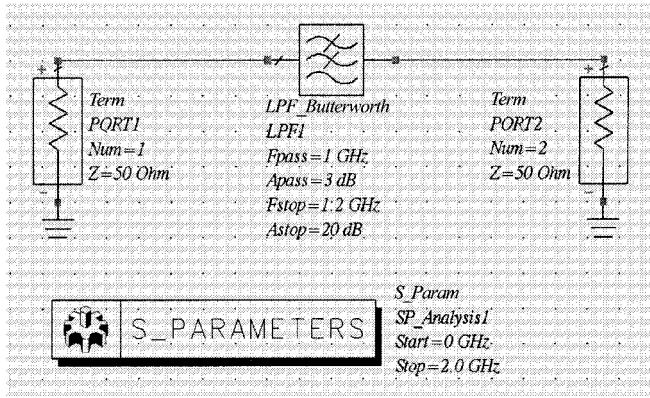 Term
PORT1
Num=1
Z=50 Ohm
LPF_Butterworth
LPF1
Fpass=1 GHz
Apass=3 dB
Fstop=1.2 GHz
Astop=20 dB
Term
PORT2
Num=2
Z=50 Ohm
S_PARAMETERS
S_Param
SP_Analysis1
Start=0 GHz
Stop=2.0 GHz